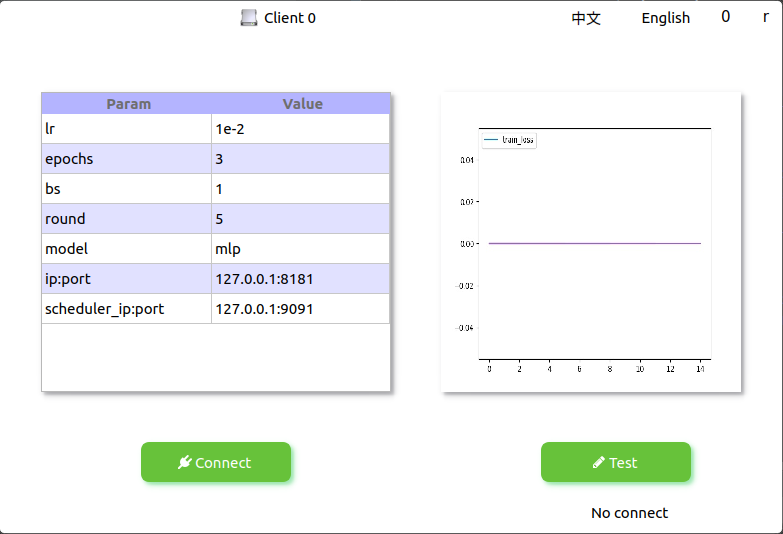 Client 0 中文 English 0 r
Param Value
lr 1e-2
epochs 3
bs 1
round 5
model mlp
ip:port 127.0.0.1:8181
scheduler_ip:port 127.0.0.1:9091
train_loss
0.04
0.02
0.00
−0.02
−0.04
0 2 4 6 8 10 12 14
Connect Test
No connect